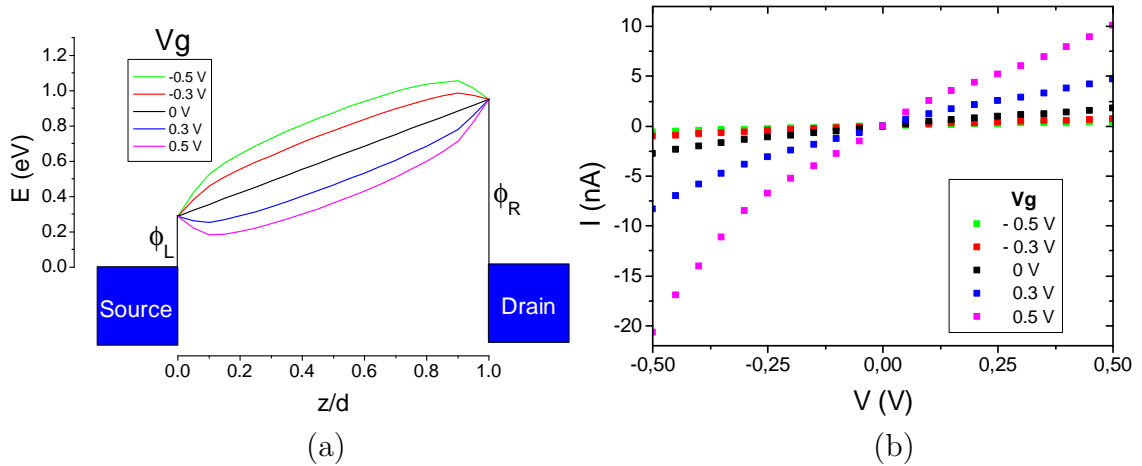 Vg
-0.5 V
-0.3 V
0 V
0.3 V
0.5 V
E (eV)
1.2
1.0
0.8
0.6
0.4
0.2
0.0
ϕL
ϕR
Source
Drain
0.0 0.2 0.4 0.6 0.8 1.0
z/d
(a)
I (nA)
10
5
0
-5
-10
-15
-20
Vg
- 0.5 V
- 0.3 V
0 V
0.3 V
0.5 V
-0,50 -0,25 0,00 0,25 0,50
V (V)
(b)